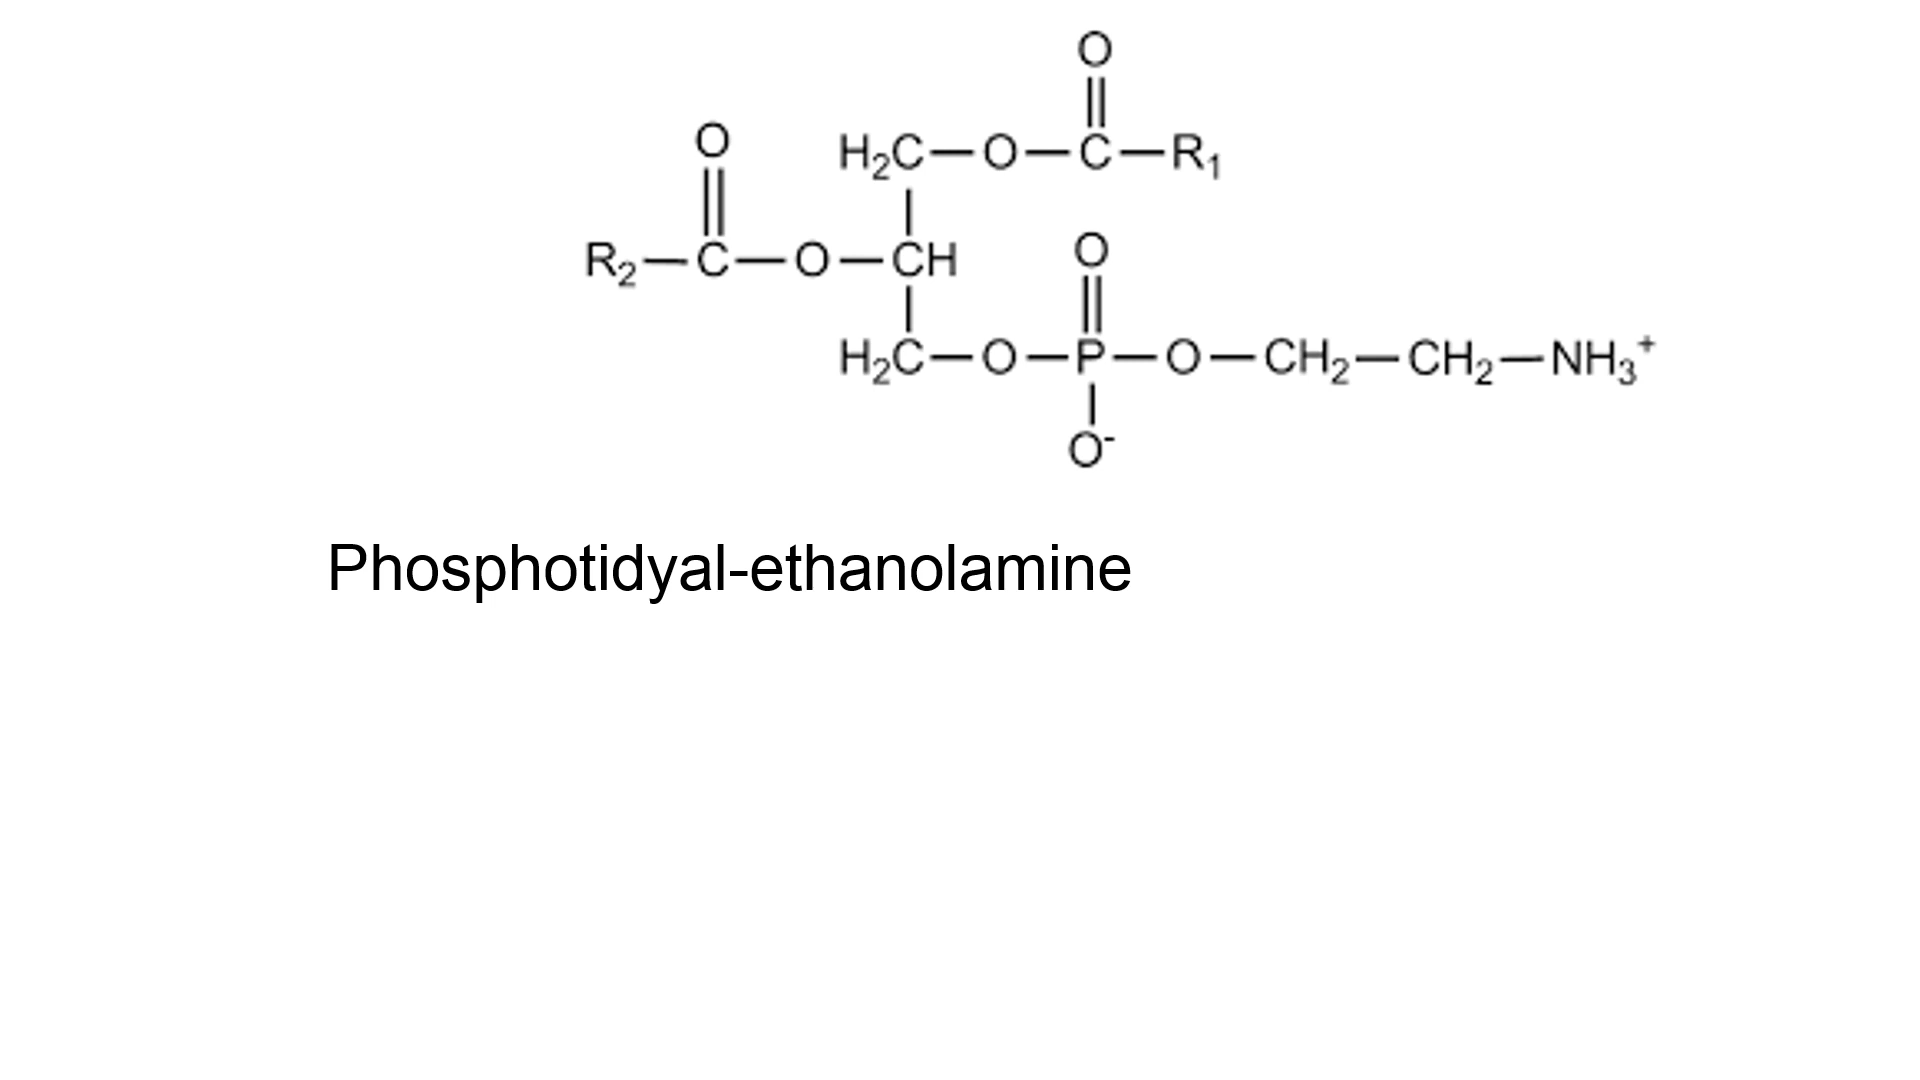 O
O
H₂C—O—C—R₁
R₂—C—O—CH
O
H₂C—O—P—O—CH₂—CH₂—NH₃⁺
O⁻
Phosphotidyal-ethanolamine